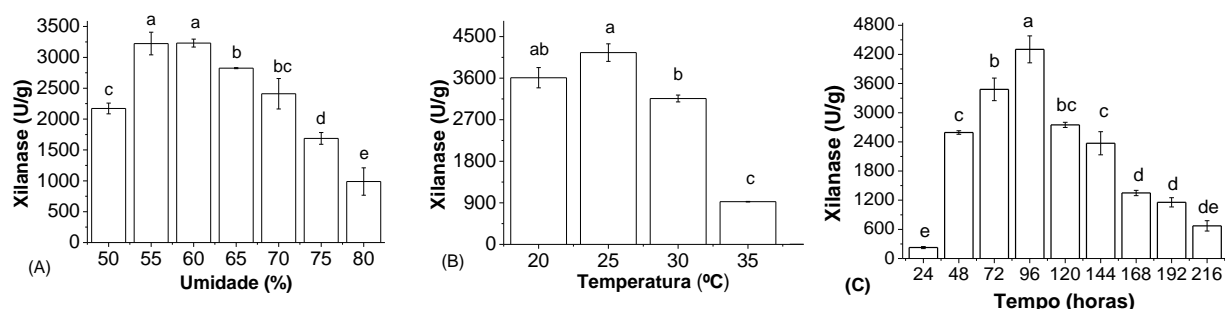 Xilanase (U/g)
3500
3000
2500
2000
1500
1000
500
0
c
a
a
b
bc
d
e
50 55 60 65 70 75 80
Umidade (%)
(A)
Xilanase (U/g)
4500
3600
2700
1800
900
0
ab
a
b
c
20 25 30 35
Temperatura (ºC)
(B)
Xilanase (U/g)
4800
4200
3600
3000
2400
1800
1200
600
0
e
c
b
a
bc
c
d
d
de
24 48 72 96 120 144 168 192 216
Tempo (horas)
(C)